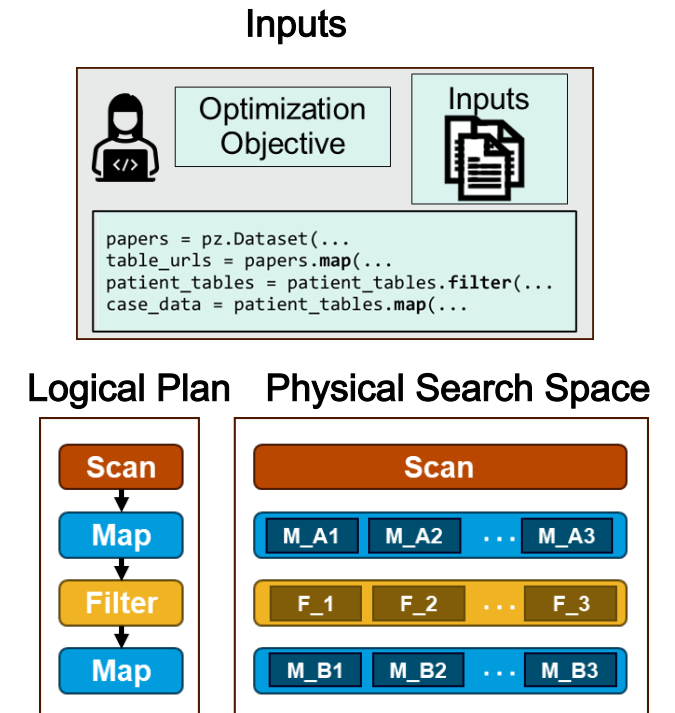 Inputs
Optimization
Objective
Inputs
</>
papers = pz.Dataset(...
table_urls = papers.map(...
patient_tables = patient_tables.filter(...
case_data = patient_tables.map(...
Logical Plan
Scan
Map
Filter
Map
Physical Search Space
Scan
M_A1 M_A2 ... M_A3
F_1 F_2 ... F_3
M_B1 M_B2 ... M_B3